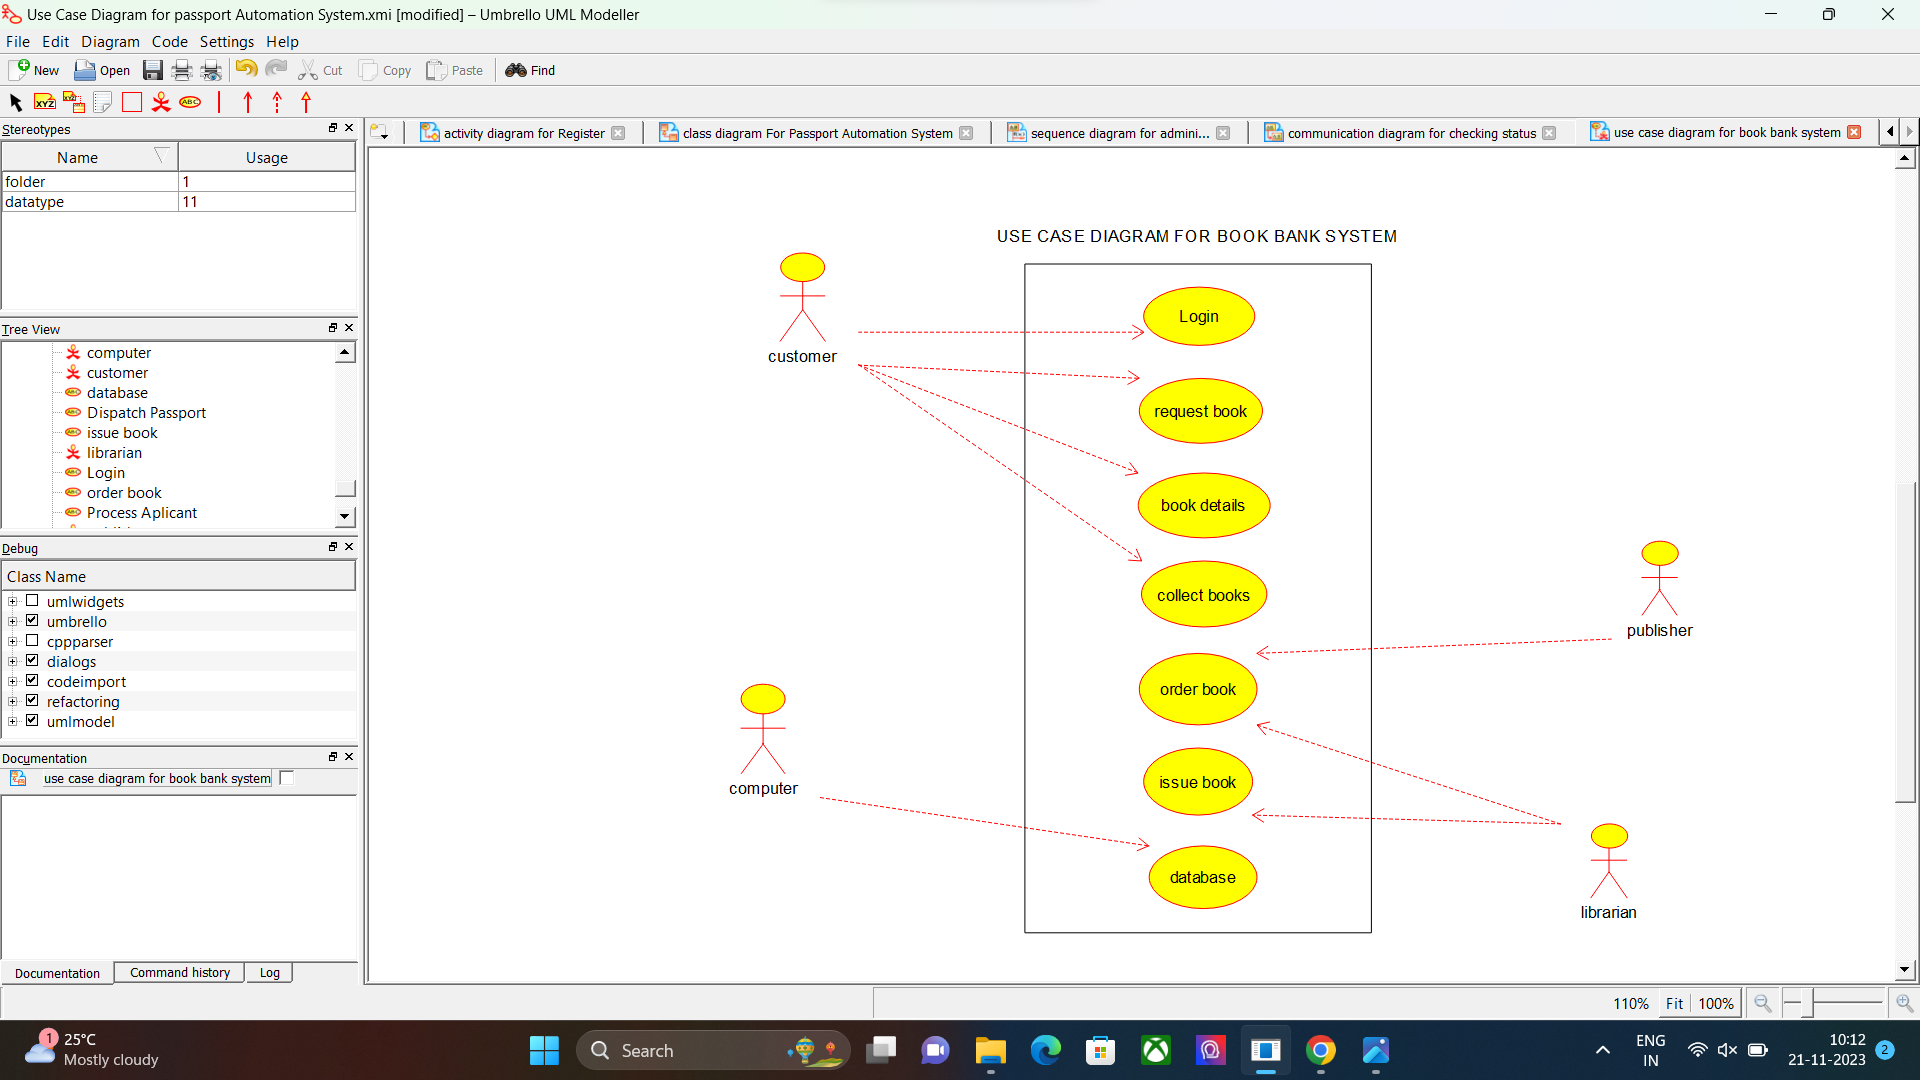 Use Case Diagram for passport Automation System.xmi [modified] – Umbrello UML Modeller
File Edit Diagram Code Settings Help
New Open Cut Copy Paste Find
XYZ XYZ ABC
Stereotypes
Name Usage
folder 1
datatype 11
Tree View
computer
customer
database
Dispatch Passport
issue book
librarian
Login
order book
Process Aplicant
Debug
Class Name
umlwidgets
umbrello
cppparser
dialogs
codeimport
refactoring
umlmodel
Documentation
use case diagram for book bank system
Documentation Command history Log
activity diagram for Register
class diagram For Passport Automation System
sequence diagram for admini...
communication diagram for checking status
use case diagram for book bank system
USE CASE DIAGRAM FOR BOOK BANK SYSTEM
customer
Login
request book
book details
collect books
order book
issue book
database
computer
publisher
librarian
110% Fit 100%
1
25°C
Mostly cloudy
Search
ENG
IN
10:12
21-11-2023
2